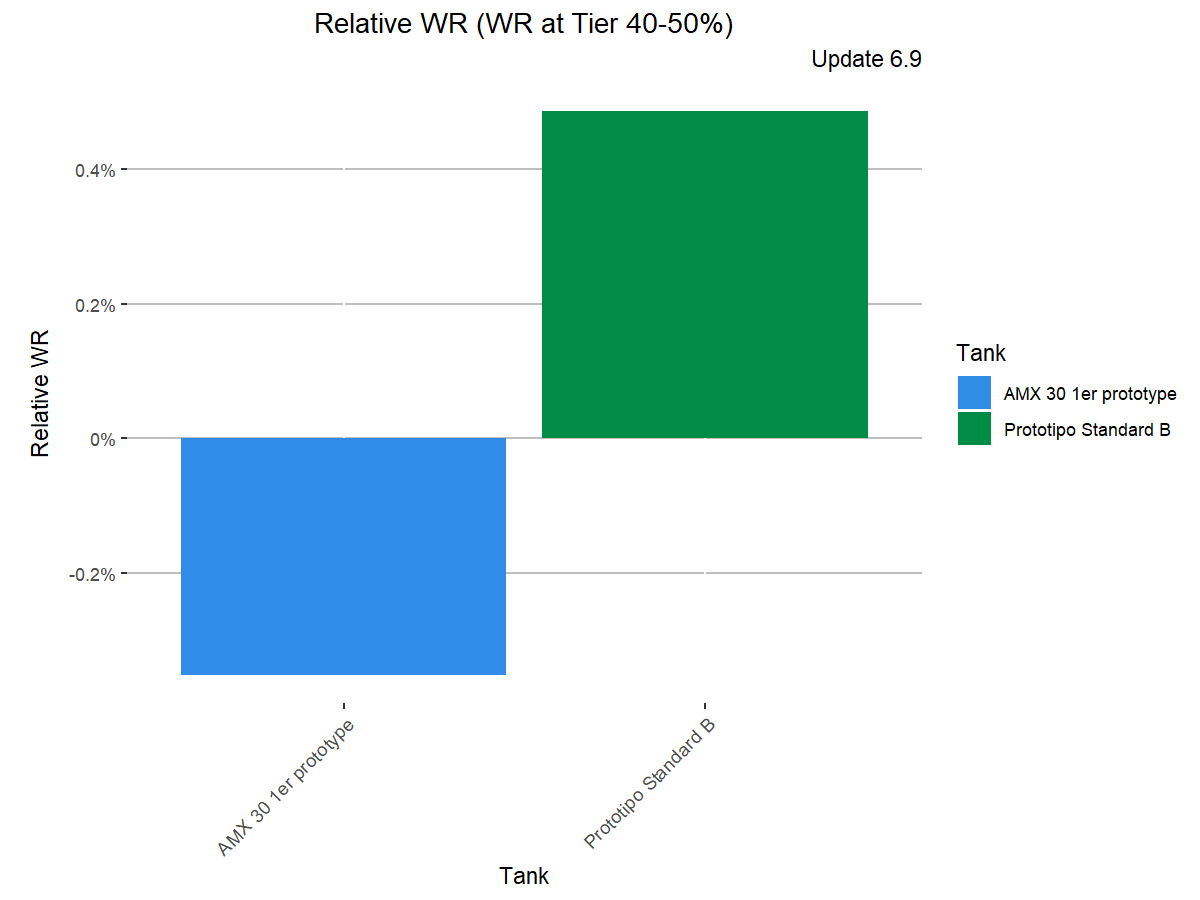 Relative WR (WR at Tier 40-50%)
Update 6.9
Relative WR
0.4%
0.2%
0%
-0.2%
AMX 30 1er prototype
Prototipo Standard B
Tank
Tank
AMX 30 1er prototype
Prototipo Standard B